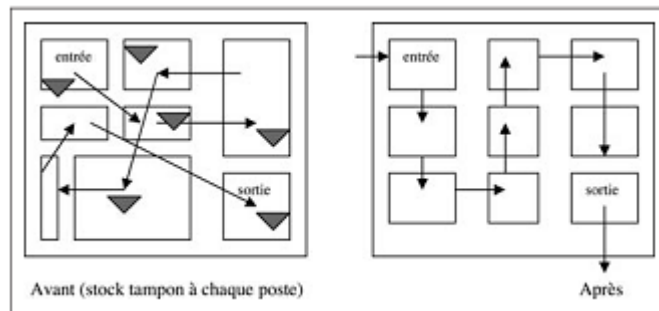 entrée
sortie
Avant (stock tampon à chaque poste)
entrée
sortie
Après